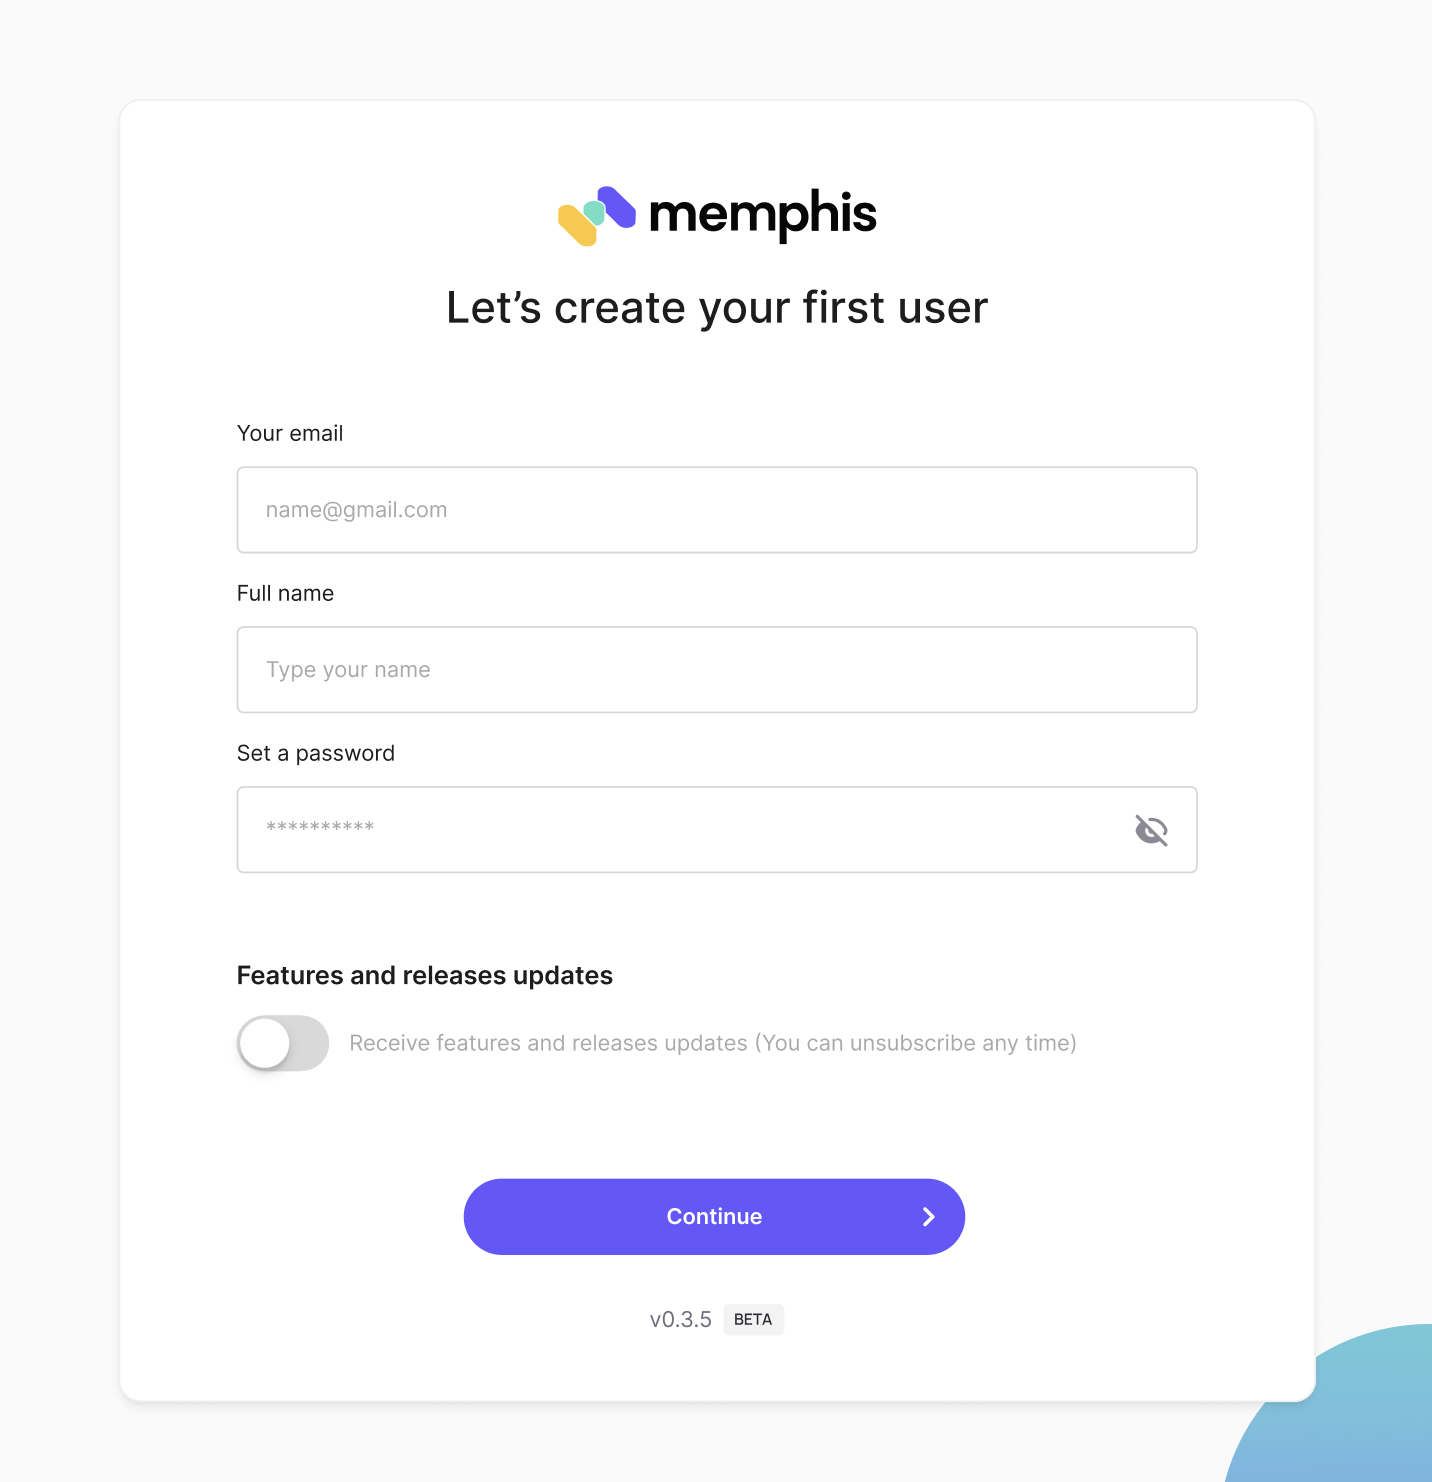 memphis
Let’s create your first user
Your email
name@gmail.com
Full name
Type your name
Set a password
**********
Features and releases updates
Receive features and releases updates (You can unsubscribe any time)
Continue
v0.3.5 BETA